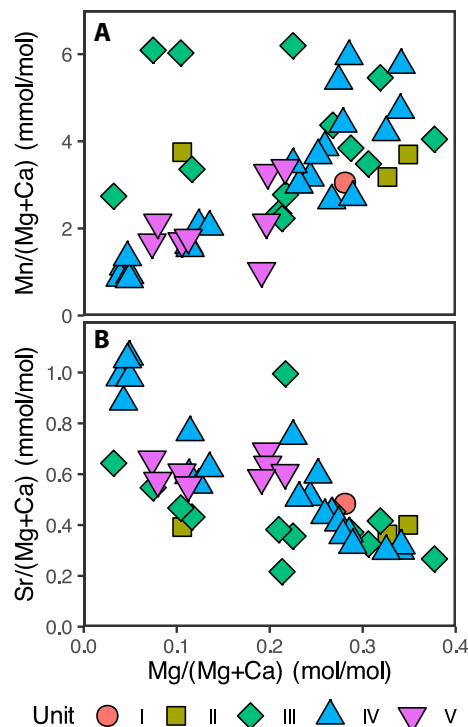 A
Mn/(Mg+Ca) (mmol/mol)
6
4
2
0
B
Sr/(Mg+Ca) (mmol/mol)
1.0
0.8
0.6
0.4
0.2
0
0.0 0.1 0.2 0.3 0.4
Mg/(Mg+Ca) (mol/mol)
Unit I II III IV V